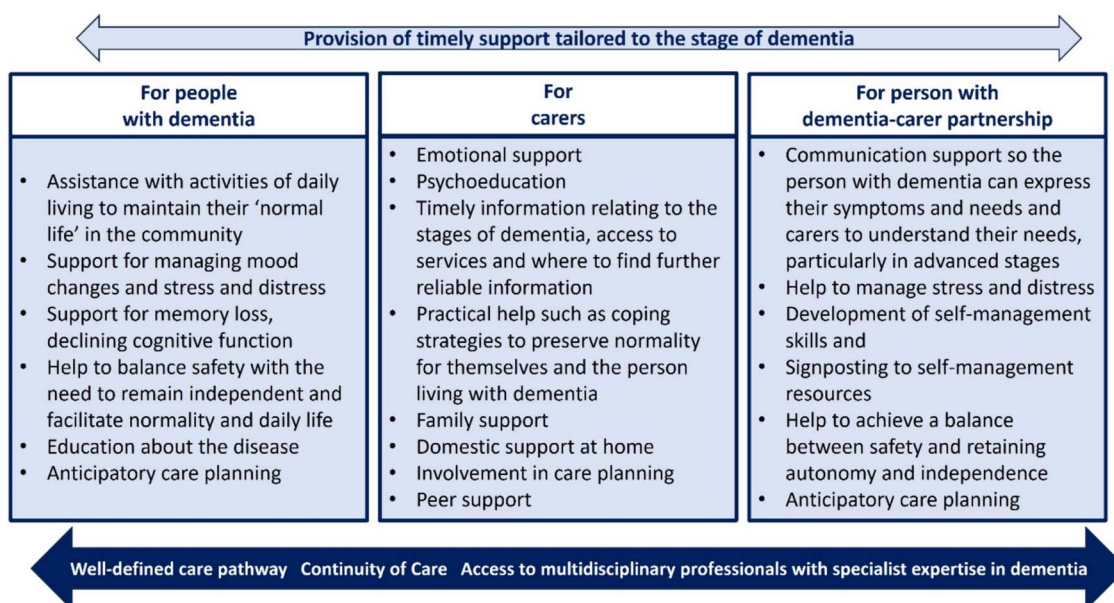 Provision of timely support tailored to the stage of dementia
For people
with dementia
• Assistance with activities of daily
living to maintain their ‘normal
life’ in the community
• Support for managing mood
changes and stress and distress
• Support for memory loss,
declining cognitive function
• Help to balance safety with the
need to remain independent and
facilitate normality and daily life
• Education about the disease
• Anticipatory care planning
For
carers
• Emotional support
• Psychoeducation
• Timely information relating to the
stages of dementia, access to
services and where to find further
reliable information
• Practical help such as coping
strategies to preserve normality
for themselves and the person
living with dementia
• Family support
• Domestic support at home
• Involvement in care planning
• Peer support
For person with
dementia-carer partnership
• Communication support so the
person with dementia can express
their symptoms and needs and
carers to understand their needs,
particularly in advanced stages
• Help to manage stress and distress
• Development of self-management
skills and
• Signposting to self-management
resources
• Help to achieve a balance
between safety and retaining
autonomy and independence
• Anticipatory care planning
Well-defined care pathway Continuity of Care Access to multidisciplinary professionals with specialist expertise in dementia